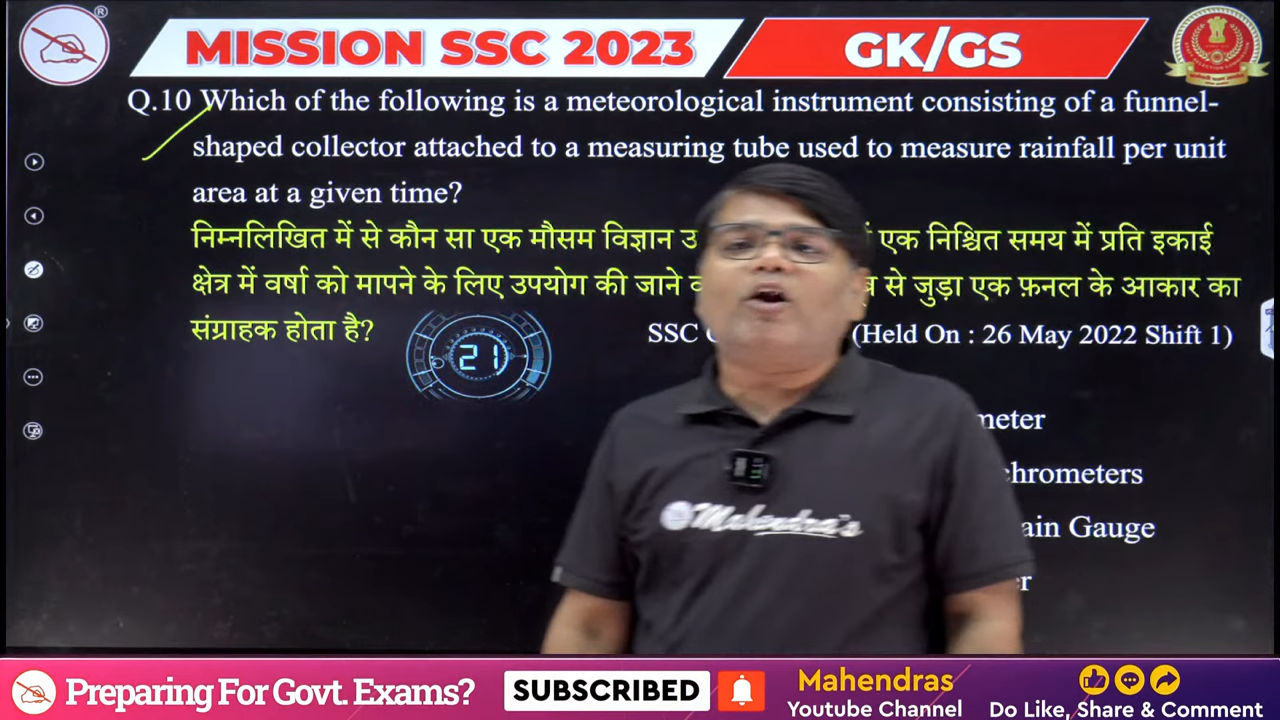 MISSION SSC 2023
GK/GS
Q.10 Which of the following is a meteorological instrument consisting of a funnel-
shaped collector attached to a measuring tube used to measure rainfall per unit
area at a given time?
निम्नलिखित में से कौन सा एक मौसम विज्ञान एक निश्चित समय में प्रति इकाई
क्षेत्र में वर्षा को मापने के लिए उपयोग की जाने से जुड़ा एक फ़नल के आकार का
संग्राहक होता है?
21
SSC (Held On : 26 May 2022 Shift 1)
meter
chrometers
ain Gauge
er
Mahendra's
Preparing For Govt. Exams?
SUBSCRIBED
Mahendras
Youtube Channel
Do Like, Share & Comment